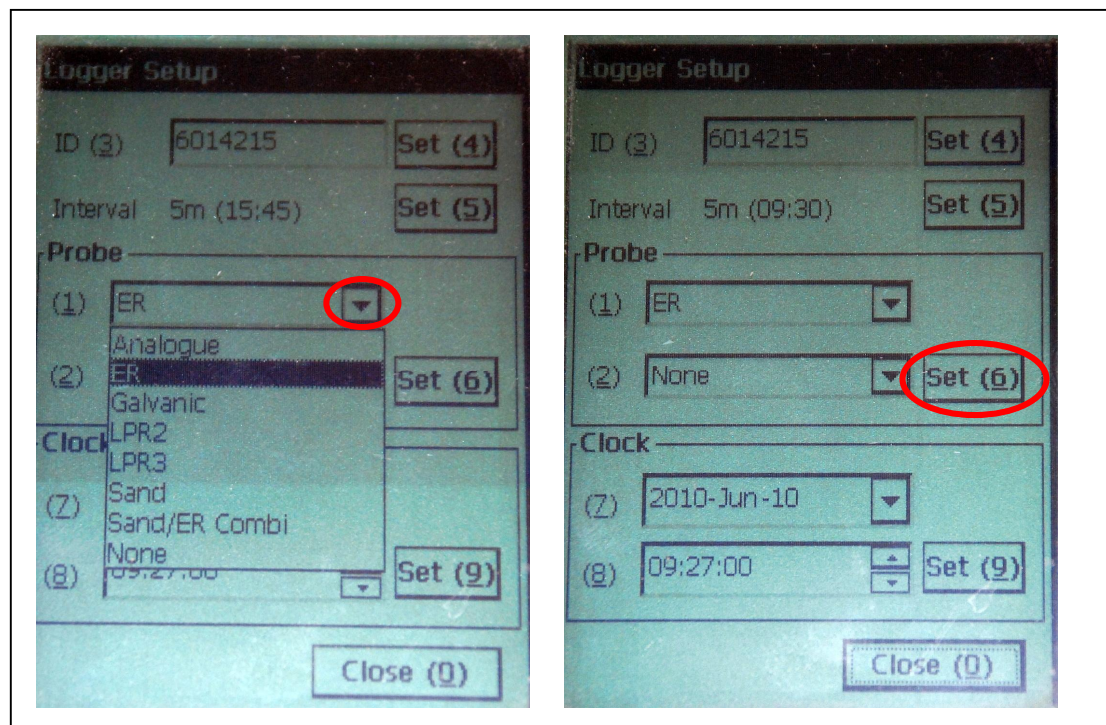 Logger Setup
ID (3) 6014215 Set (4)
Interval 5m (15:45) Set (5)
Probe
(1) ER
Analogue
(2) ER Set (6)
Galvanic
Clock LPR2
LPR3
(7) Sand
Sand/ER Combi
None
(8) 09:27:00 Set (9)
Close (0)
Logger Setup
ID (3) 6014215 Set (4)
Interval 5m (09:30) Set (5)
Probe
(1) ER
(2) None Set (6)
Clock
(7) 2010-Jun-10
(8) 09:27:00 Set (9)
Close (0)